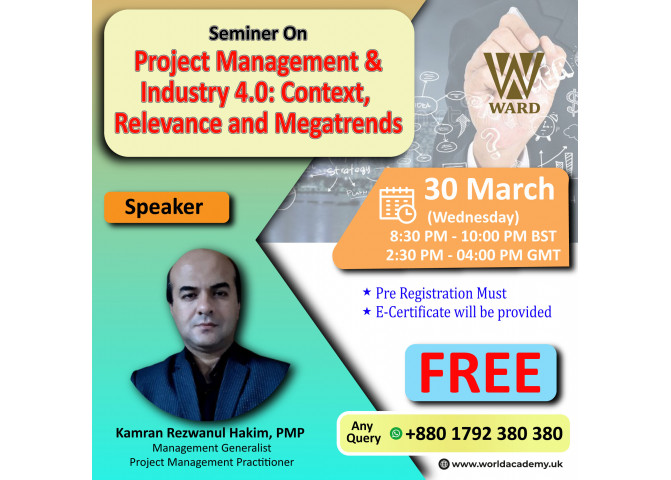 Seminer On
Project Management &
Industry 4.0: Context,
Relevance and Megatrends
WARD
strategy
30 March
(Wednesday)
8:30 PM - 10:00 PM BST
2:30 PM - 04:00 PM GMT
Speaker
★ Pre Registration Must
★ E-Certificate will be provided
FREE
Kamran Rezwanul Hakim, PMP
Management Generalist
Project Management Practitioner
Any
Query
+880 1792 380 380
www.worldacademy.uk